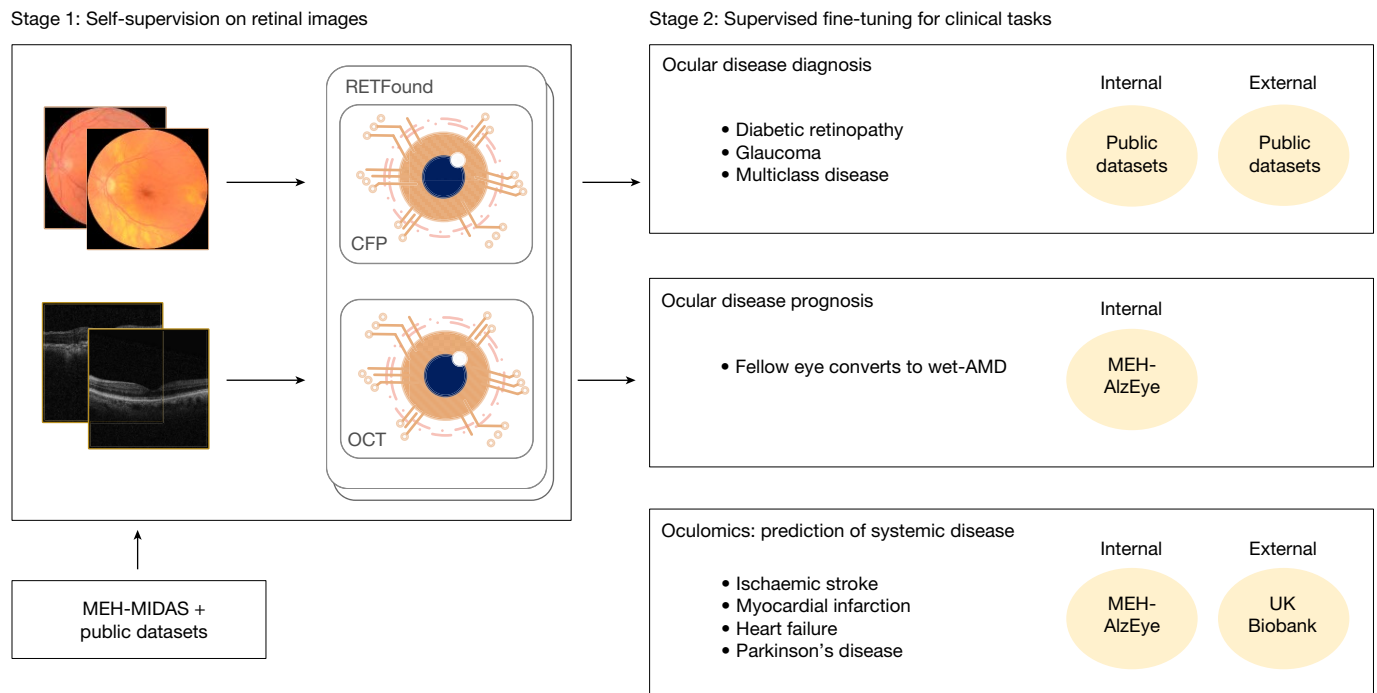 Stage 1: Self-supervision on retinal images
RETFound
CFP
OCT
MEH-MIDAS +
public datasets
Stage 2: Supervised fine-tuning for clinical tasks
Ocular disease diagnosis
• Diabetic retinopathy
• Glaucoma
• Multiclass disease
Internal
Public
datasets
External
Public
datasets
Ocular disease prognosis
• Fellow eye converts to wet-AMD
Internal
MEH-
AlzEye
Oculomics: prediction of systemic disease
• Ischaemic stroke
• Myocardial infarction
• Heart failure
• Parkinson's disease
Internal
MEH-
AlzEye
External
UK
Biobank